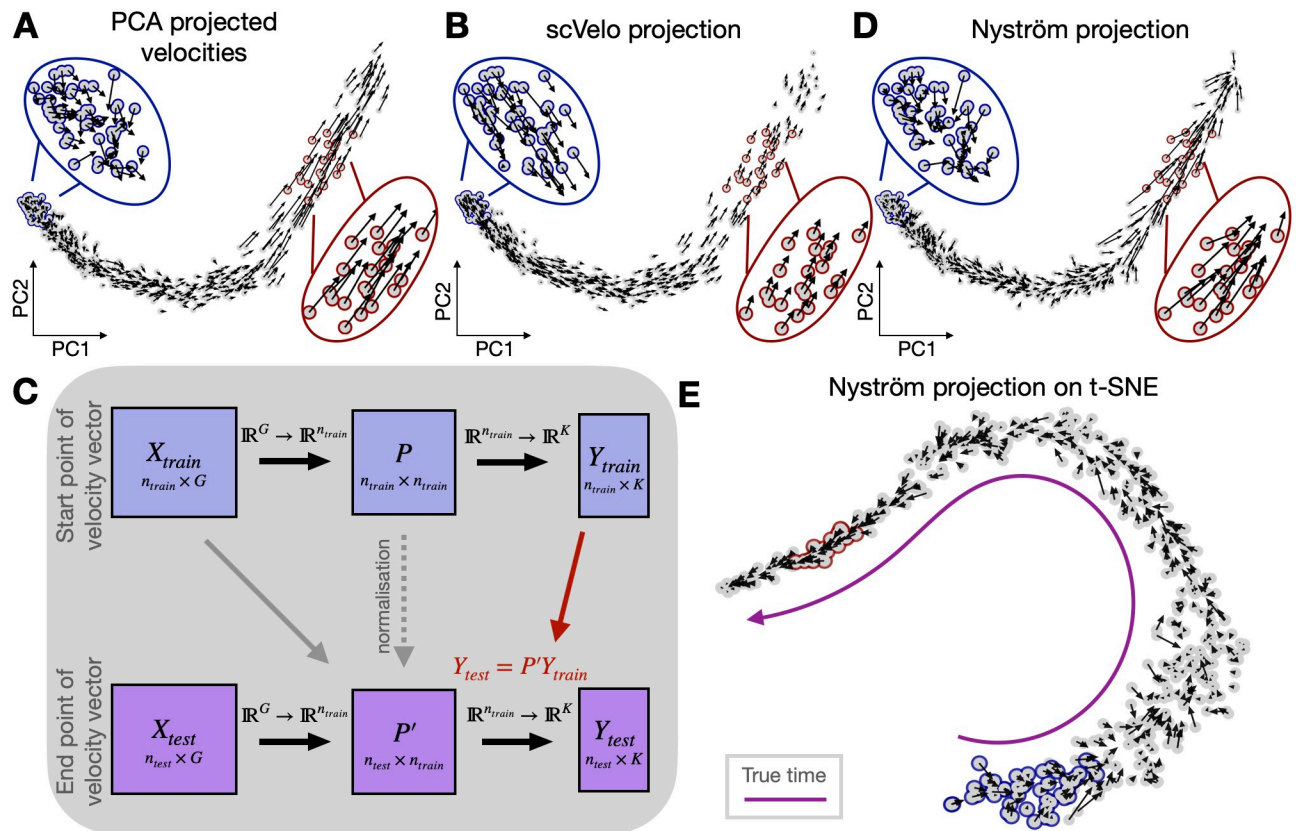 A
PCA projected
velocities
PC2
PC1
B
scVelo projection
PC2
PC1
D
Nyström projection
PC2
PC1
C
Start point of
velocity vector
X_train
n_train × G
ℝ^G → ℝ^n_train
P
n_train × n_train
ℝ^n_train → ℝ^K
Y_train
n_train × K
normalisation
Y_test = P'Y_train
End point of
velocity vector
X_test
n_test × G
ℝ^G → ℝ^n_train
P'
n_test × n_train
ℝ^n_train → ℝ^K
Y_test
n_test × K
E
Nyström projection on t-SNE
True time